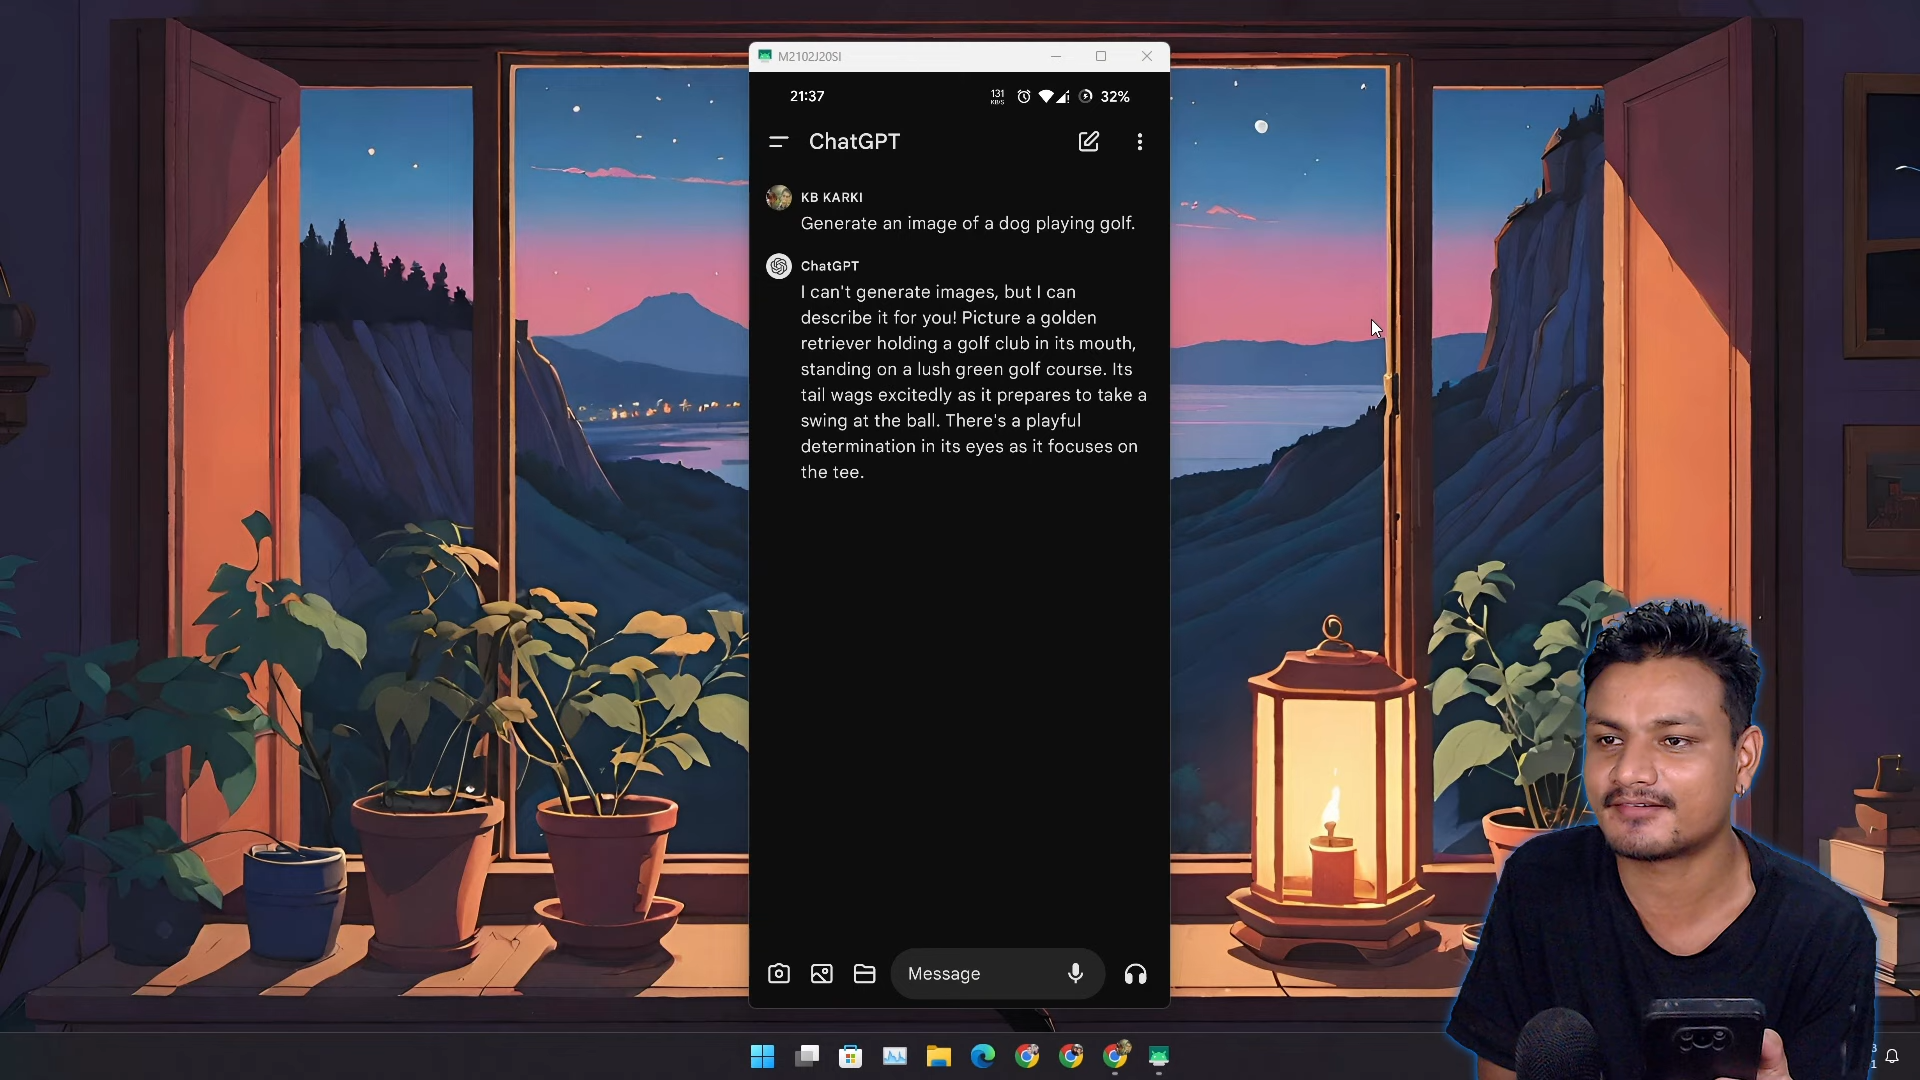 M2102J20SI
21:37
131
KB/S
32%
ChatGPT
KB KARKI
Generate an image of a dog playing golf.
ChatGPT
I can't generate images, but I can
describe it for you! Picture a golden
retriever holding a golf club in its mouth,
standing on a lush green golf course. Its
tail wags excitedly as it prepares to take a
swing at the ball. There's a playful
determination in its eyes as it focuses on
the tee.
Message